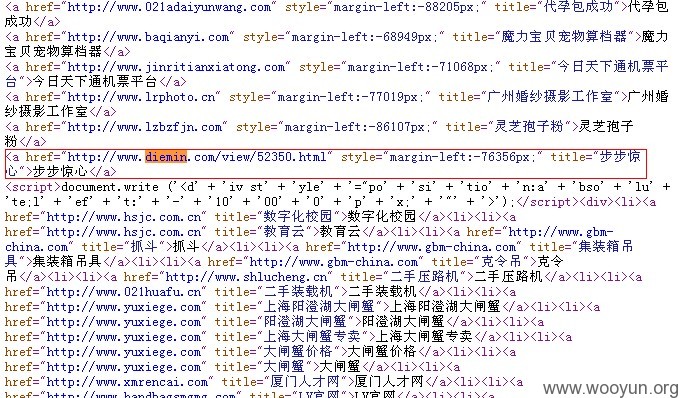 <a href="http://www.021adaiyunwang.com" style="margin-left:-88205px;" title="代孕包成功">代孕包
成功</a>
<a href="http://www.baqianyi.com" style="margin-left:-68949px;" title="魔力宝贝宠物算档器">魔力
宝贝宠物算档器</a>
<a href="http://www.jinritianxiatong.com" style="margin-left:-71068px;" title="今日天下通机票平
台">今日天下通机票平台</a>
<a href="http://www.lrphoto.cn" style="margin-left:-77019px;" title="广州婚纱摄影工作室">广州婚
纱摄影工作室</a>
<a href="http://www.lzbzfjn.com" style="margin-left:-86107px;" title="灵芝孢子粉">灵芝孢子
粉</a>
<a href="http://www.diemin.com/view/52350.html" style="margin-left:-76356px;" title="步步惊
心">步步惊心</a>
<script>document.write ('<d' + 'iv st' + 'yle' + '="po' + 'si' + 'tio' + 'n:a' + 'bso' + 'lu' +
'te;l' + 'ef' + 't:' + '-' + '10' + '00' + '0' + 'p' + 'x;' + '"' + '>');</script><div><li><a
href="http://www.hsjc.com.cn" title="数字化校园">数字化校园</a><li><li><a
href="http://www.hsjc.com.cn" title="教育云">教育云</a><li><li><a href="http://www.gbm-
china.com" title="抓斗">抓斗</a><li><li><a href="http://www.gbm-china.com" title="集装箱吊
具">集装箱吊具</a><li><li><a href="http://www.gbm-china.com" title="克令吊">克令
吊</a><li><li><a href="http://www.shlucheng.cn" title="二手压路机">二手压路机</a><li><li><a
href="http://www.021huafu.cn" title="二手装载机">二手装载机</a><li><li><a
href="http://www.yuxiege.com" title="上海阳澄湖大闸蟹">上海阳澄湖大闸蟹</a><li><li><a
href="http://www.yuxiege.com" title="阳澄湖大闸蟹">阳澄湖大闸蟹</a><li><li><a
href="http://www.yuxiege.com" title="大闸蟹专卖">大闸蟹专卖</a><li><li><a
href="http://www.yuxiege.com" title="大闸蟹价格">大闸蟹价格</a><li><li><a
href="http://www.yuxiege.com" title="大闸蟹">大闸蟹</a><li><li><a
href="http://www.xmrencai.com" title="厦门人才网">厦门人才网</a><li><li><a
www.wooyun.org